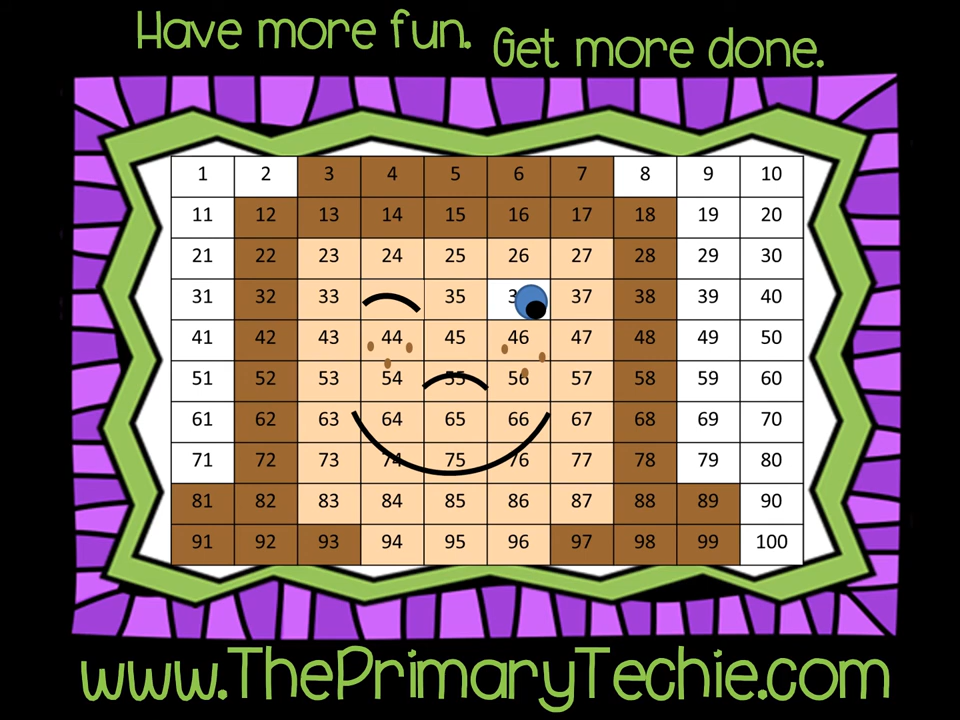 Have more fun. Get more done.
1 2 3 4 5 6 7 8 9 10
11 12 13 14 15 16 17 18 19 20
21 22 23 24 25 26 27 28 29 30
31 32 33 35 37 38 39 40
41 42 43 44 45 46 47 48 49 50
51 52 53 54 55 56 57 58 59 60
61 62 63 64 65 66 67 68 69 70
71 72 73 74 75 76 77 78 79 80
81 82 83 84 85 86 87 88 89 90
91 92 93 94 95 96 97 98 99 100
www.ThePrimaryTechie.com